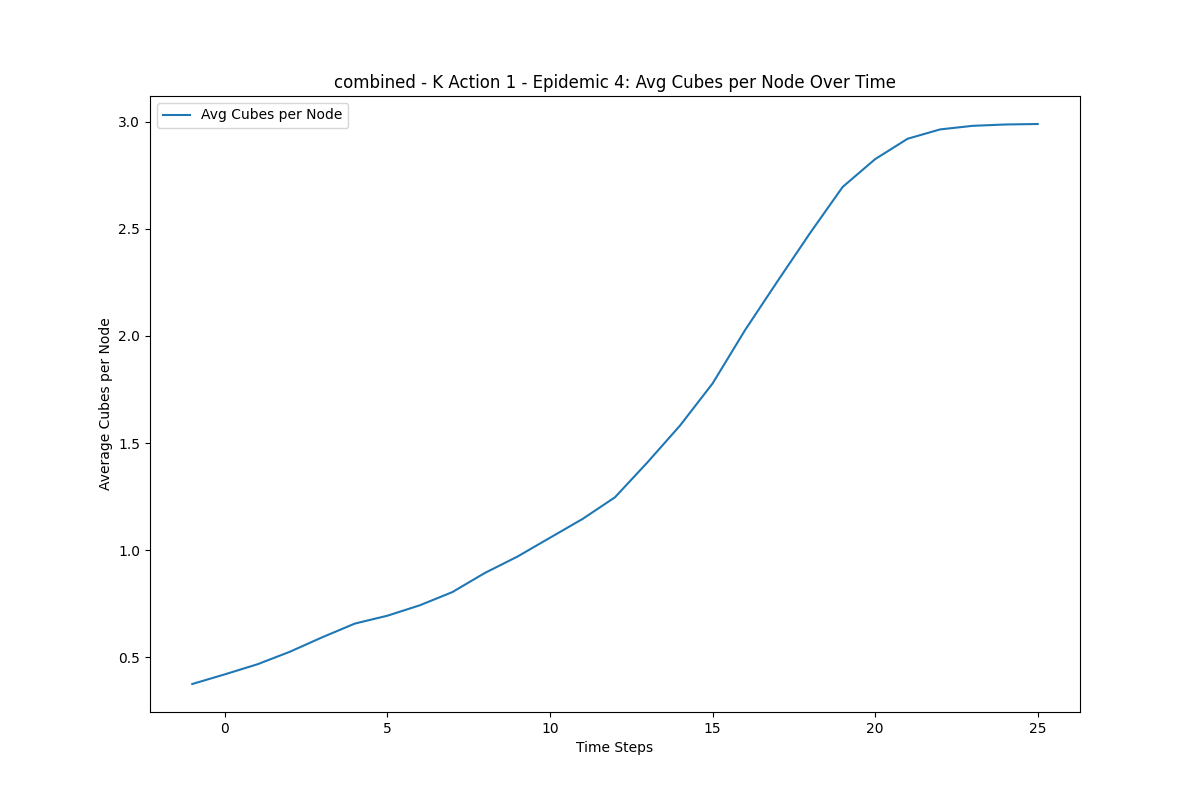 combined - K Action 1 - Epidemic 4: Avg Cubes per Node Over Time
Avg Cubes per Node
3.0
2.5
2.0
1.5
1.0
0.5
Average Cubes per Node
0 5 10 15 20 25
Time Steps